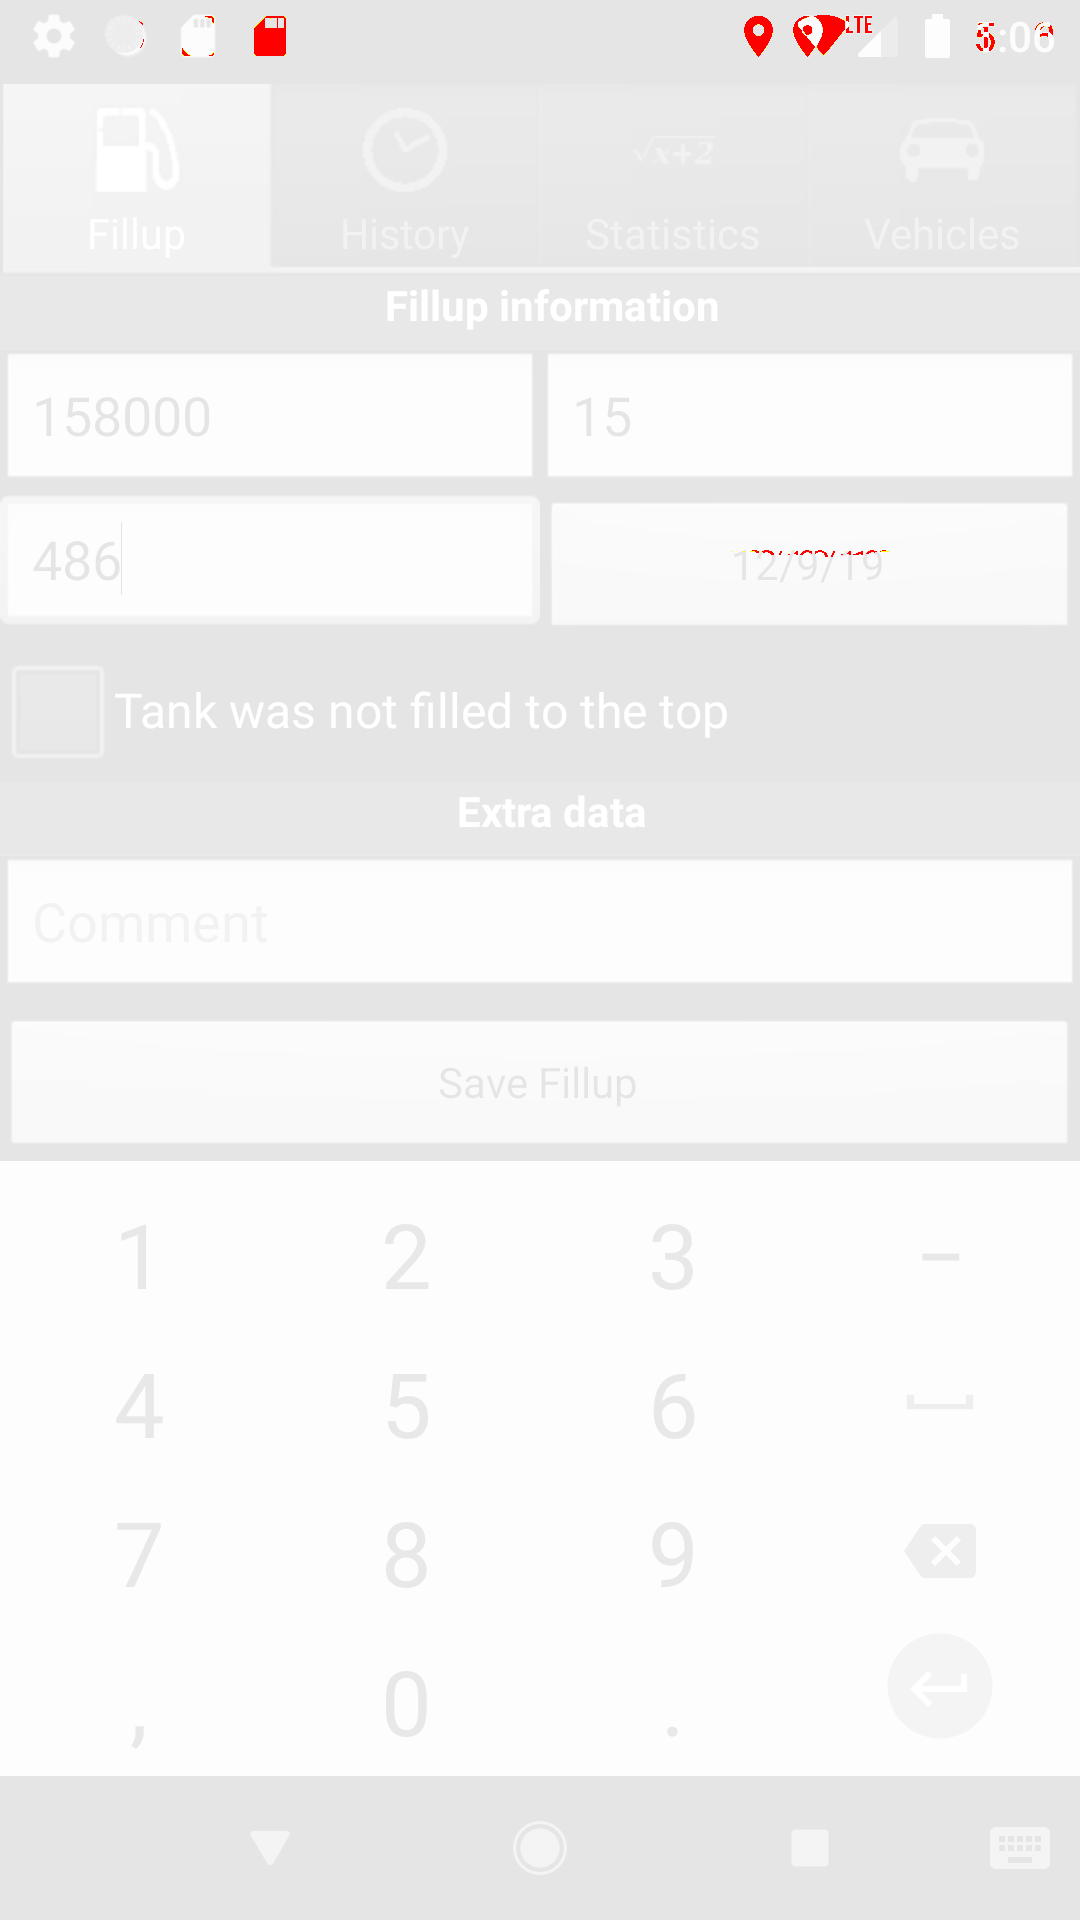 LTE 5:06
Fillup History √x+2 Statistics Vehicles
Fillup information
158000 15
486 12/9/19
Tank was not filled to the top
Extra data
Comment
Save Fillup
1 2 3 –
4 5 6
7 8 9
, 0 .